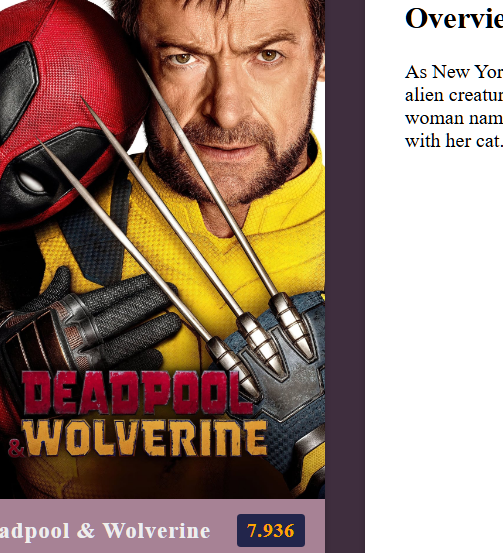 Overvie
As New Yor
alien creatur
woman nam
with her cat.
DEADPOOL
&WOLVERINE
adpool & Wolverine
7.936